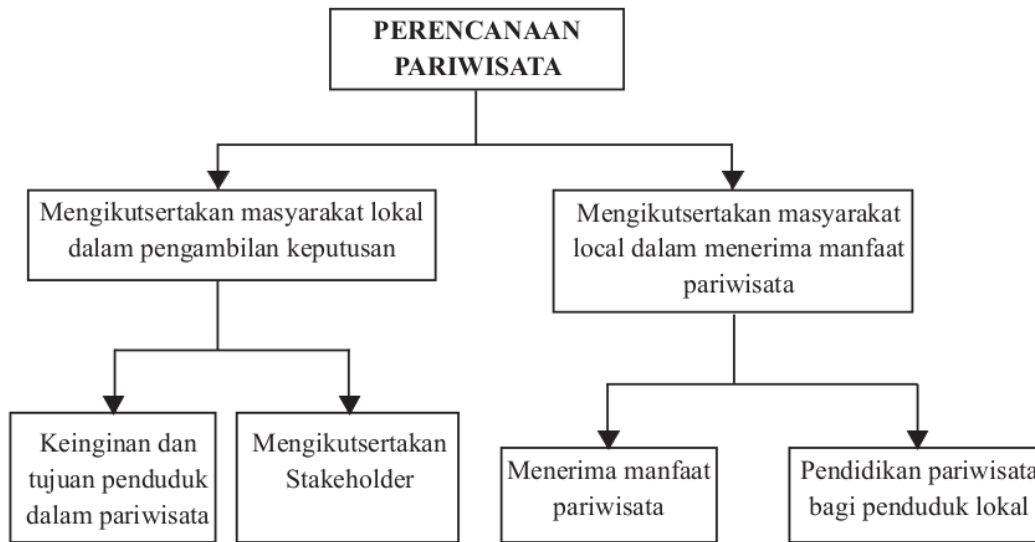 PERENCANAAN
PARIWISATA
Mengikutsertakan masyarakat lokal
dalam pengambilan keputusan
Mengikutsertakan masyarakat
local dalam menerima manfaat
pariwisata
Keinginan dan
tujuan penduduk
dalam pariwisata
Mengikutsertakan
Stakeholder
Menerima manfaat
pariwisata
Pendidikan pariwisata
bagi penduduk lokal